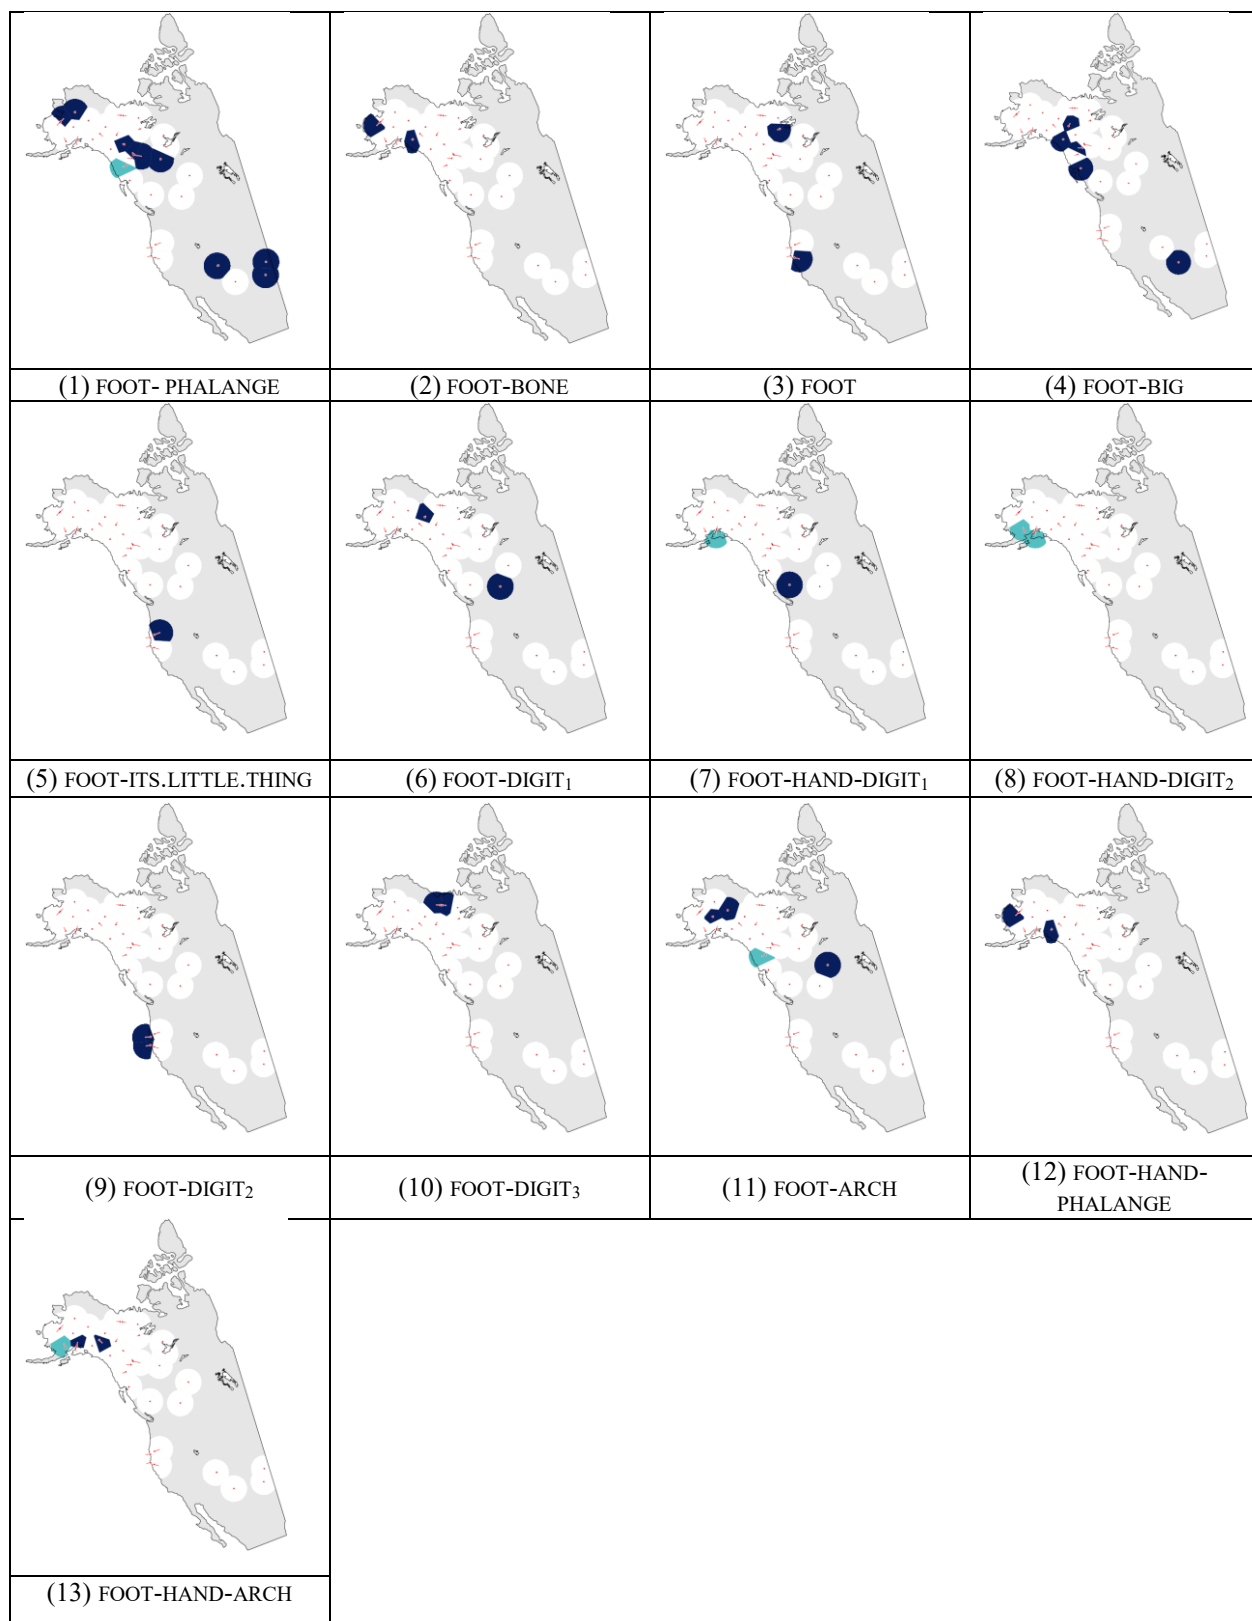 (1) FOOT- PHALANGE
(2) FOOT-BONE
(3) FOOT
(4) FOOT-BIG
(5) FOOT-ITS.LITTLE.THING
(6) FOOT-DIGIT₁
(7) FOOT-HAND-DIGIT₁
(8) FOOT-HAND-DIGIT₂
(9) FOOT-DIGIT₂
(10) FOOT-DIGIT₃
(11) FOOT-ARCH
(12) FOOT-HAND-
PHALANGE
(13) FOOT-HAND-ARCH